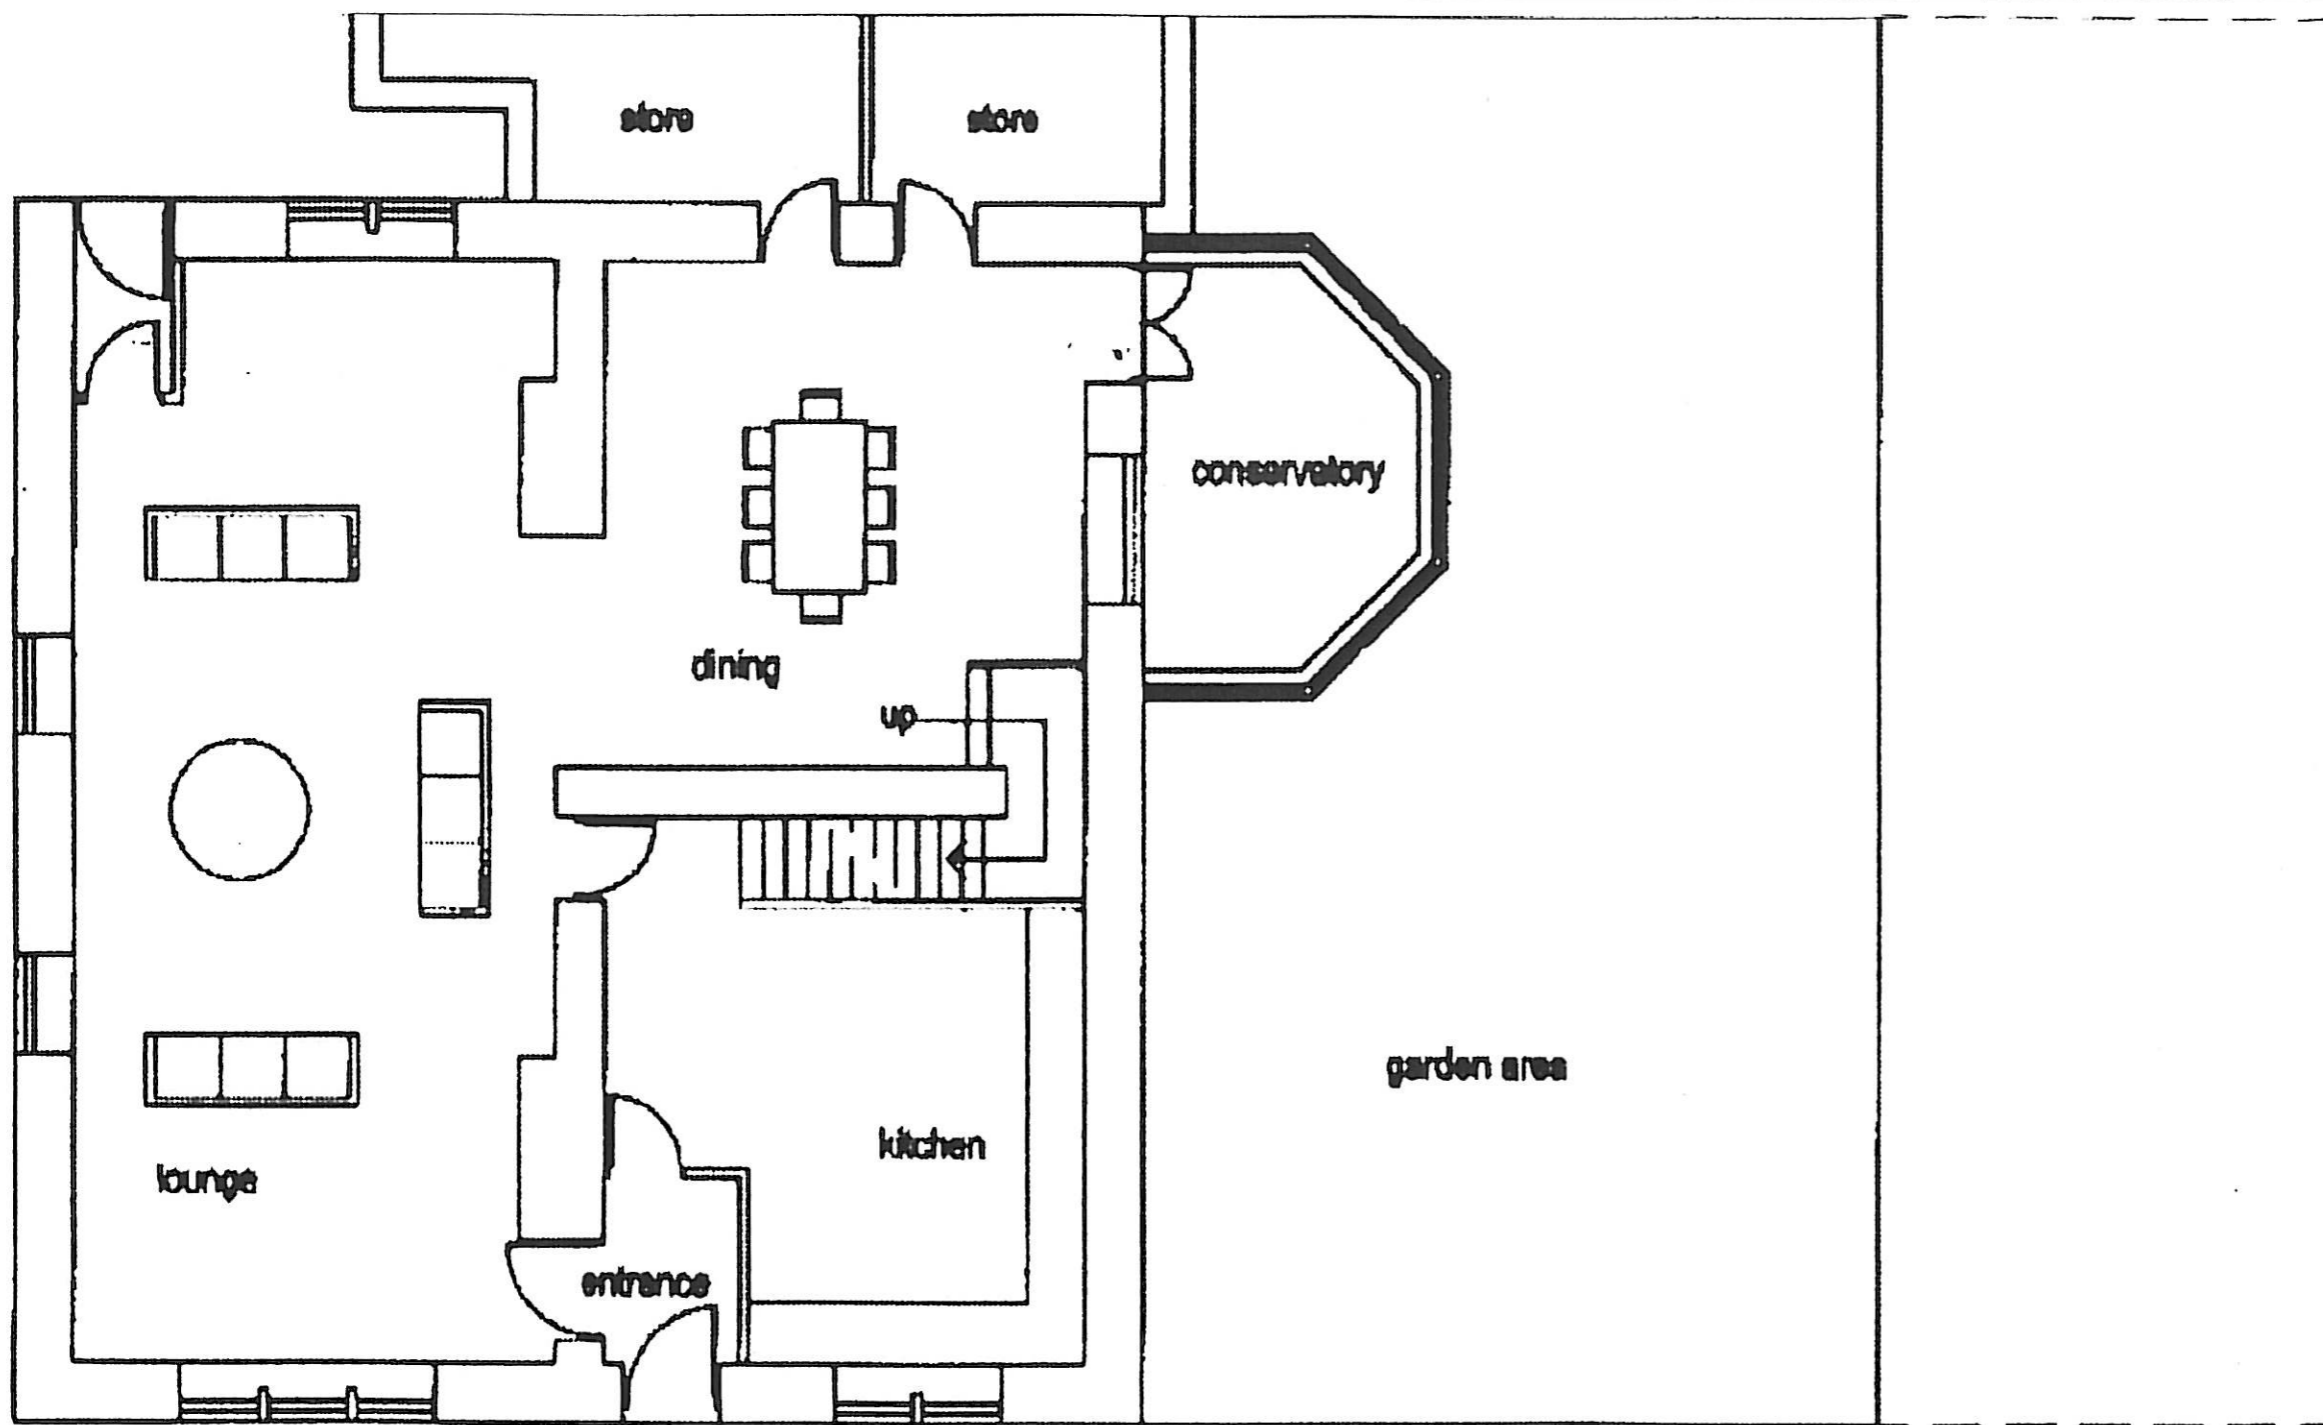 store
store
conservatory
dining
up
garden area
kitchen
lounge
entrance